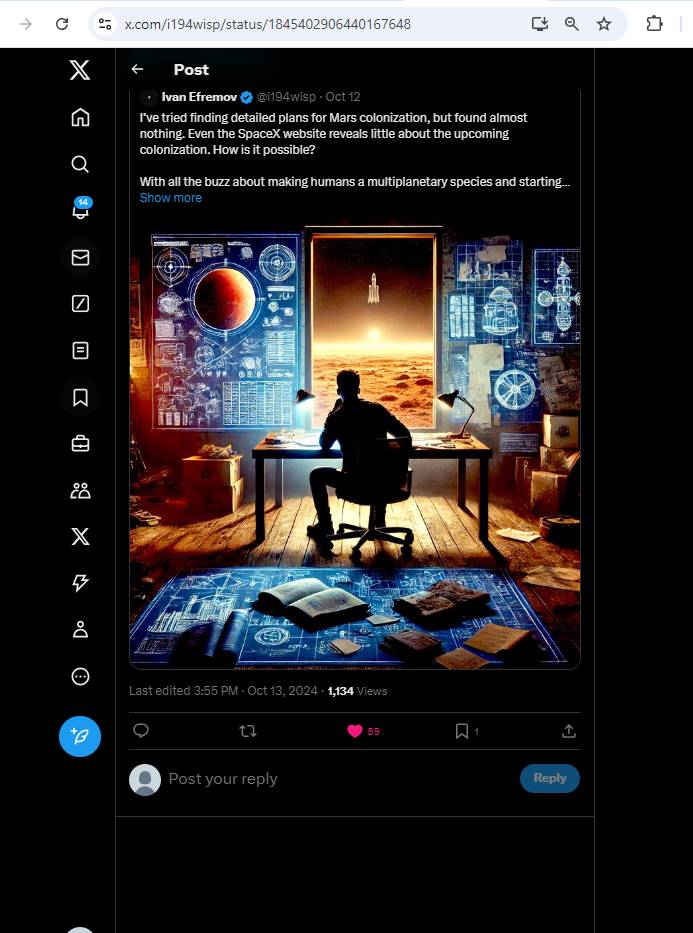 x.com/i194wisp/status/1845402906440167648
Post
Ivan Efremov @i194wisp · Oct 12
I've tried finding detailed plans for Mars colonization, but found almost
nothing. Even the SpaceX website reveals little about the upcoming
colonization. How is it possible?
With all the buzz about making humans a multiplanetary species and starting...
Show more
14
Last edited 3:55 PM · Oct 13, 2024 · 1,134 Views
59
1
Post your reply
Reply